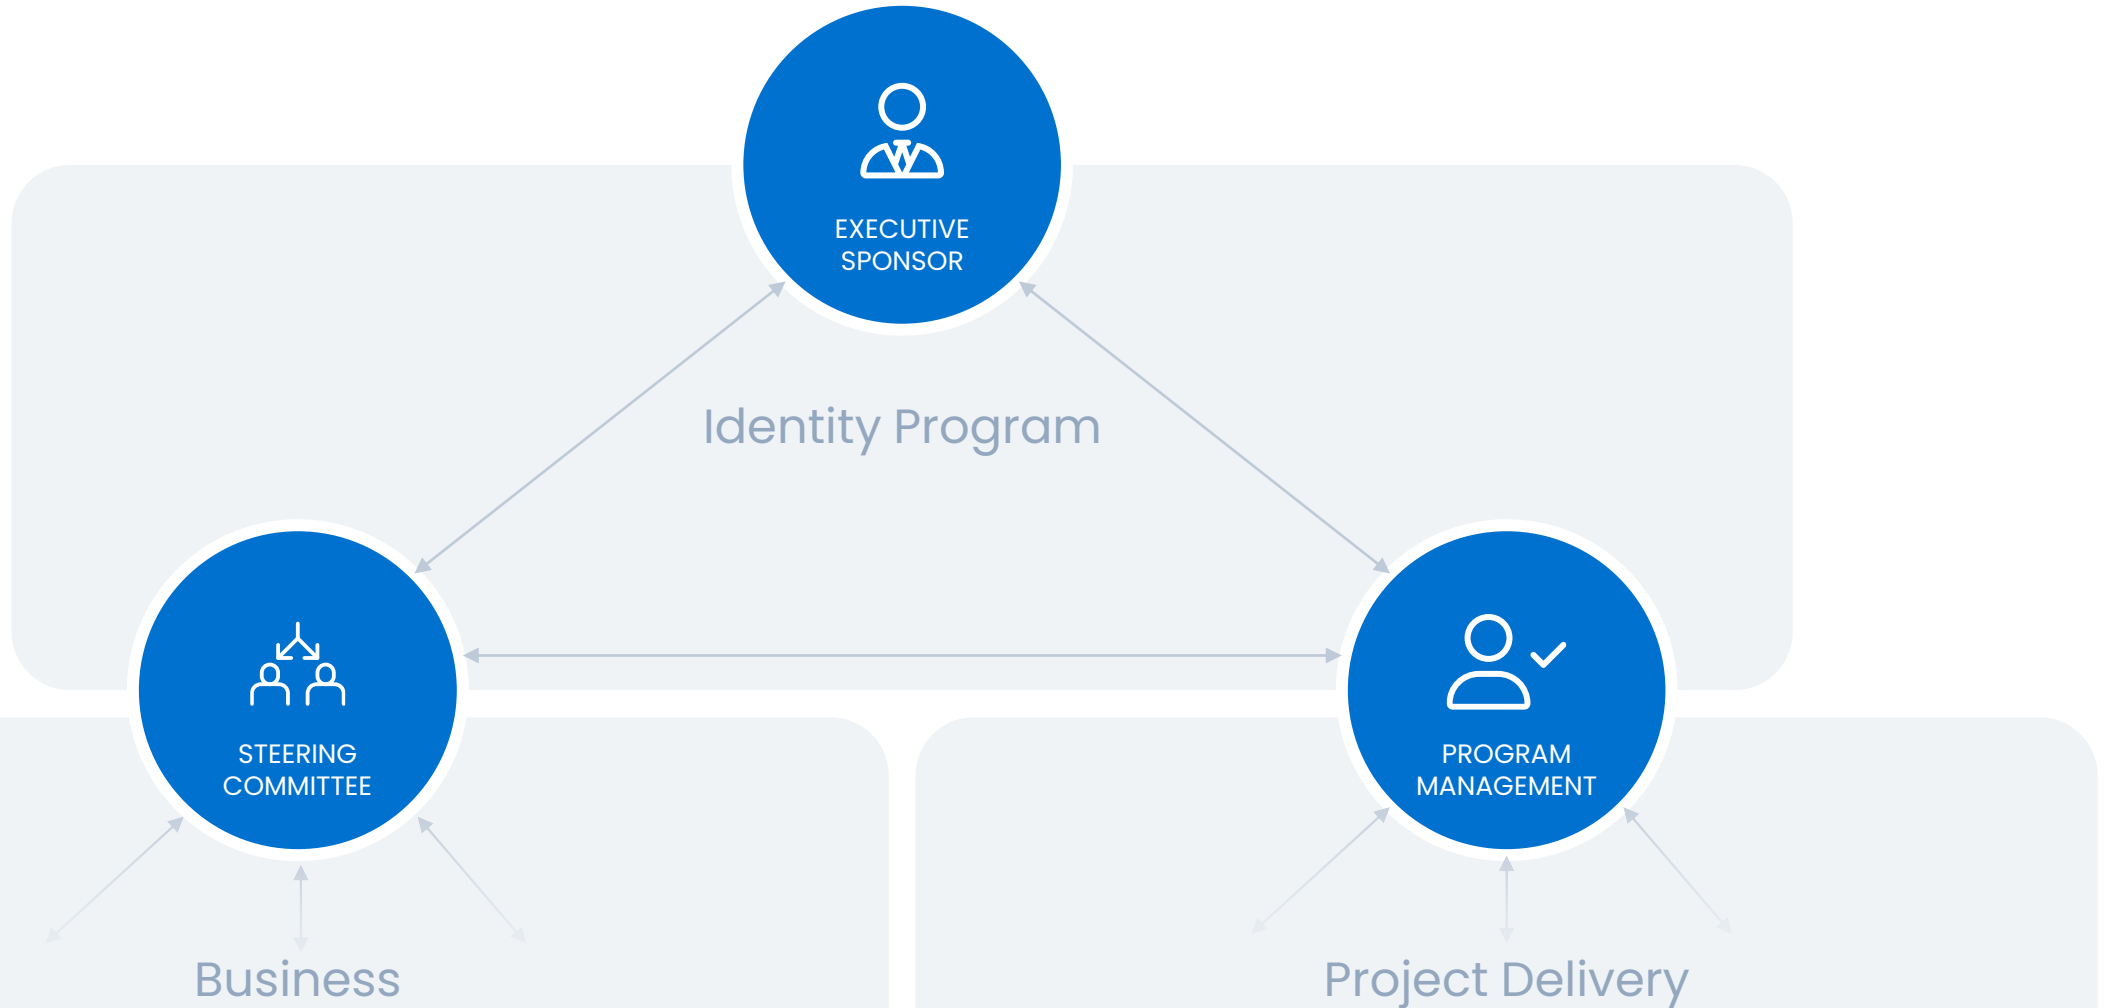 EXECUTIVE
SPONSOR
Identity Program
STEERING
COMMITTEE
PROGRAM
MANAGEMENT
Business
Project Delivery